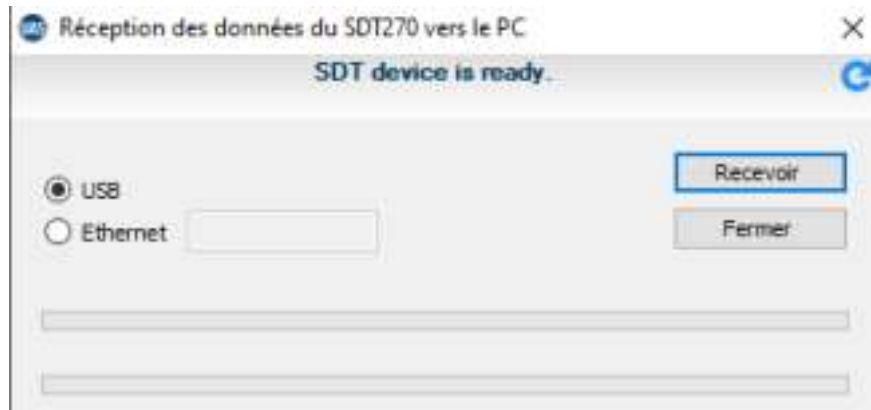 Réception des données du SDT270 vers le PC
SDT device is ready.
USB
Recevoir
Ethernet
Fermer